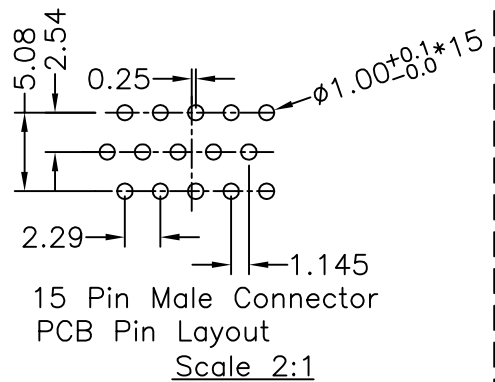 5.08
2.54
0.25
ø1.00+0.1-0.0*15
2.29
1.145
15 Pin Male Connector
PCB Pin Layout
Scale 2:1